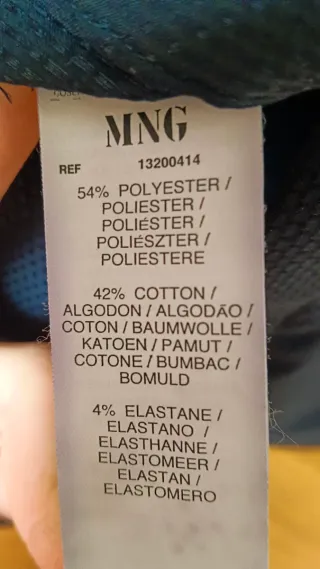 MNG
REF 13200414
54% POLYESTER /
POLIESTER /
POLIÉSTER /
POLIÉSZTER /
POLIESTERE
42% COTTON /
ALGODON / ALGODÃO /
COTON / BAUMWOLLE /
KATOEN / PAMUT /
COTONE / BUMBAC /
BOMULD
4% ELASTANE /
ELASTANO /
ELASTHANNE /
ELASTOMEER /
ELASTAN /
ELASTOMERO